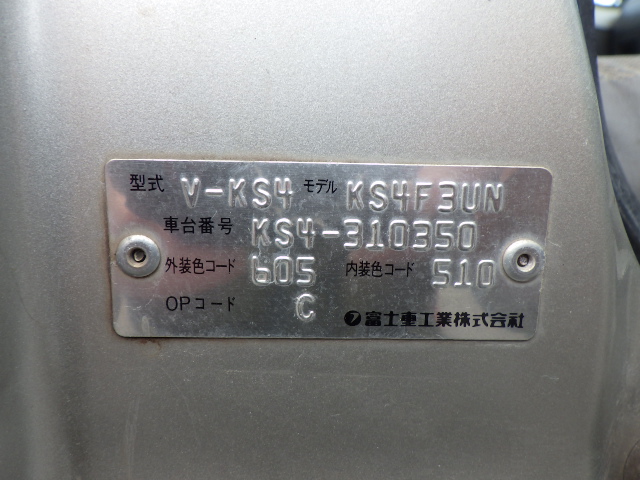 型式 V-KS4 モデル KS4F3UN
車台番号 KS4-310350
外装色コード 605 内装色コード 510
OPコード C
富士重工業株式会社